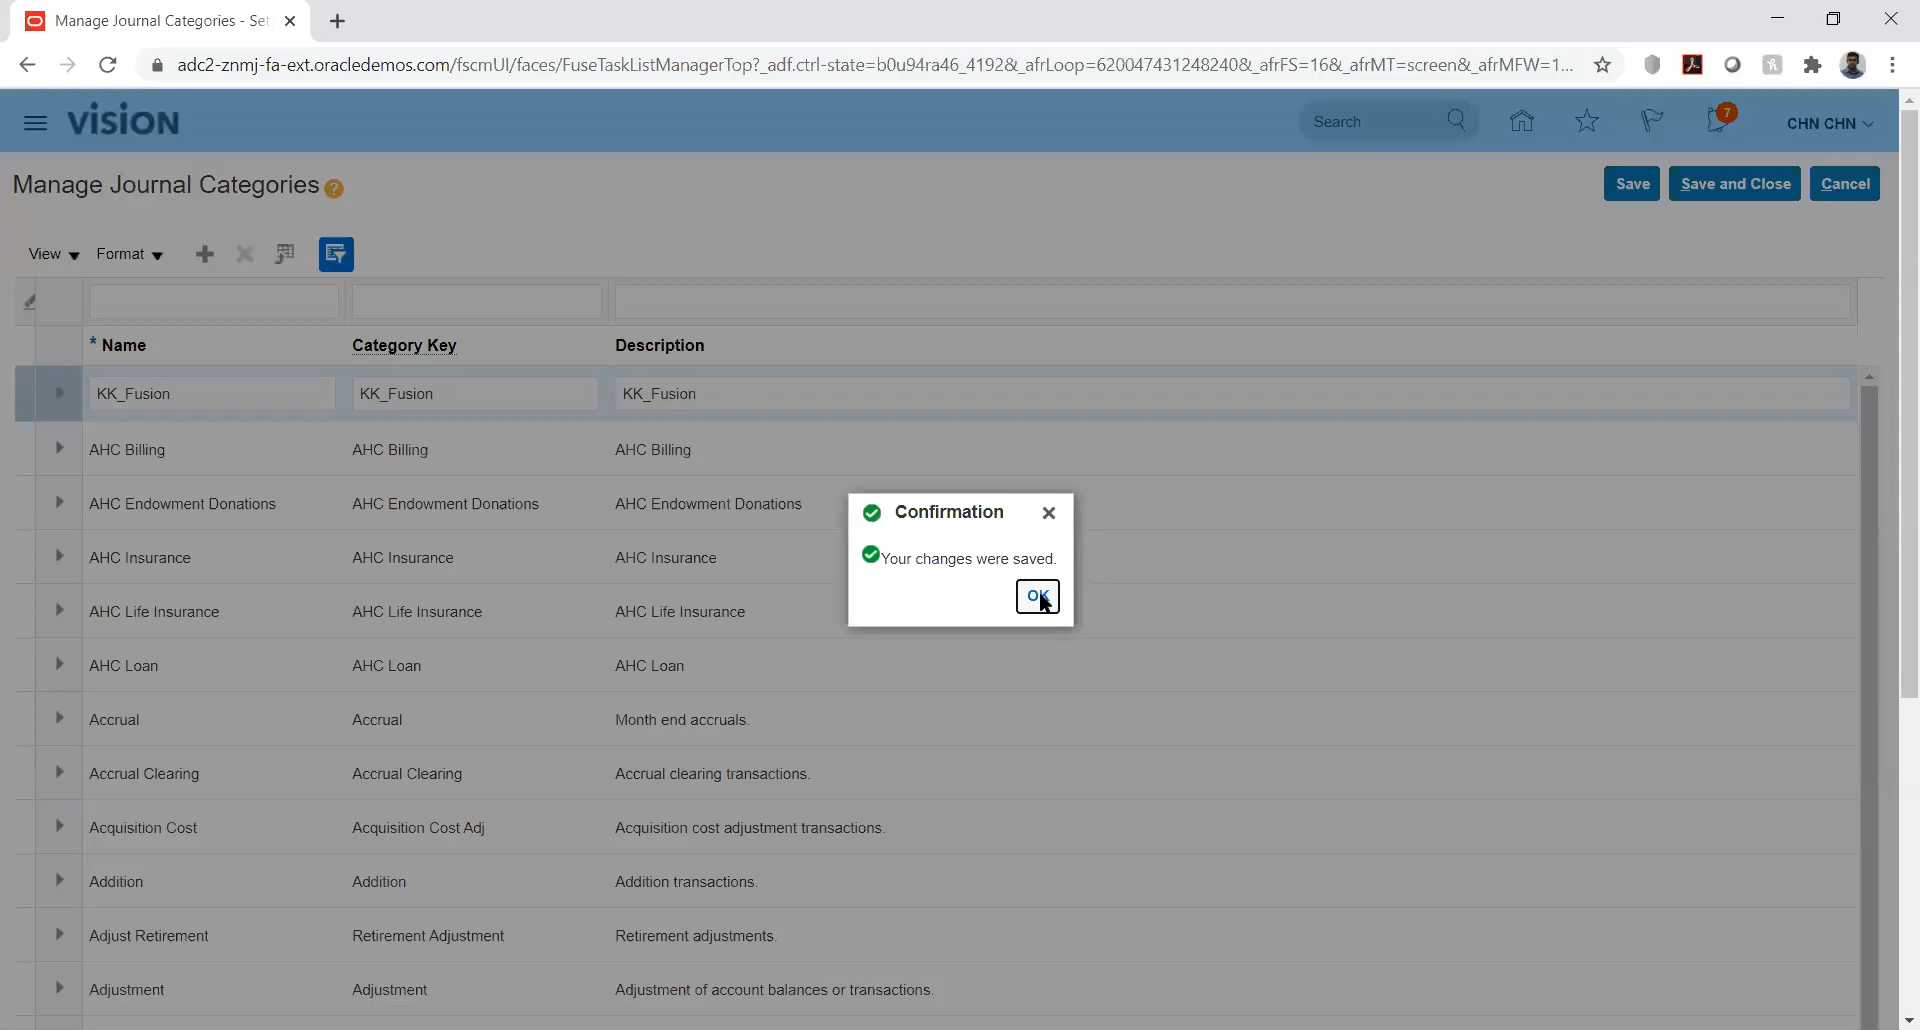 Manage Journal Categories - Set
adc2-znmj-fa-ext.oracledemos.com/fscmUI/faces/FuseTaskListManagerTop?_adf.ctrl-state=b0u94ra46_4192&_afrLoop=6200474312482408&_afrFS=16&_afrMT=screen&_afrMFW=1...
VISION
Search
7
CHN CHN
Manage Journal Categories ?
Save Save and Close Cancel
View Format
* Name Category Key Description
KK_Fusion KK_Fusion KK_Fusion
AHC Billing AHC Billing AHC Billing
AHC Endowment Donations AHC Endowment Donations AHC Endowment Donations
Confirmation
AHC Insurance AHC Insurance AHC Insurance
Your changes were saved.
OK
AHC Life Insurance AHC Life Insurance AHC Life Insurance
AHC Loan AHC Loan AHC Loan
Accrual Accrual Month end accruals.
Accrual Clearing Accrual Clearing Accrual clearing transactions.
Acquisition Cost Acquisition Cost Adj Acquisition cost adjustment transactions.
Addition Addition Addition transactions.
Adjust Retirement Retirement Adjustment Retirement adjustments.
Adjustment Adjustment Adjustment of account balances or transactions.